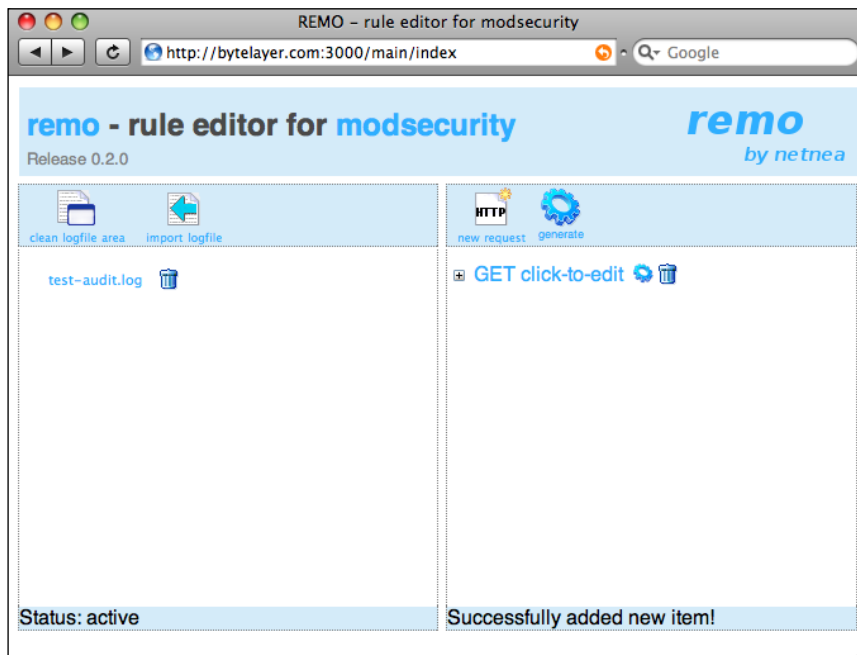 REMO – rule editor for modsecurity
http://bytelayer.com:3000/main/index
Google
remo - rule editor for modsecurity
Release 0.2.0
remo
by netnea
clean logfile area
import logfile
HTTP
new request
generate
test-audit.log
GET click-to-edit
Status: active
Successfully added new item!